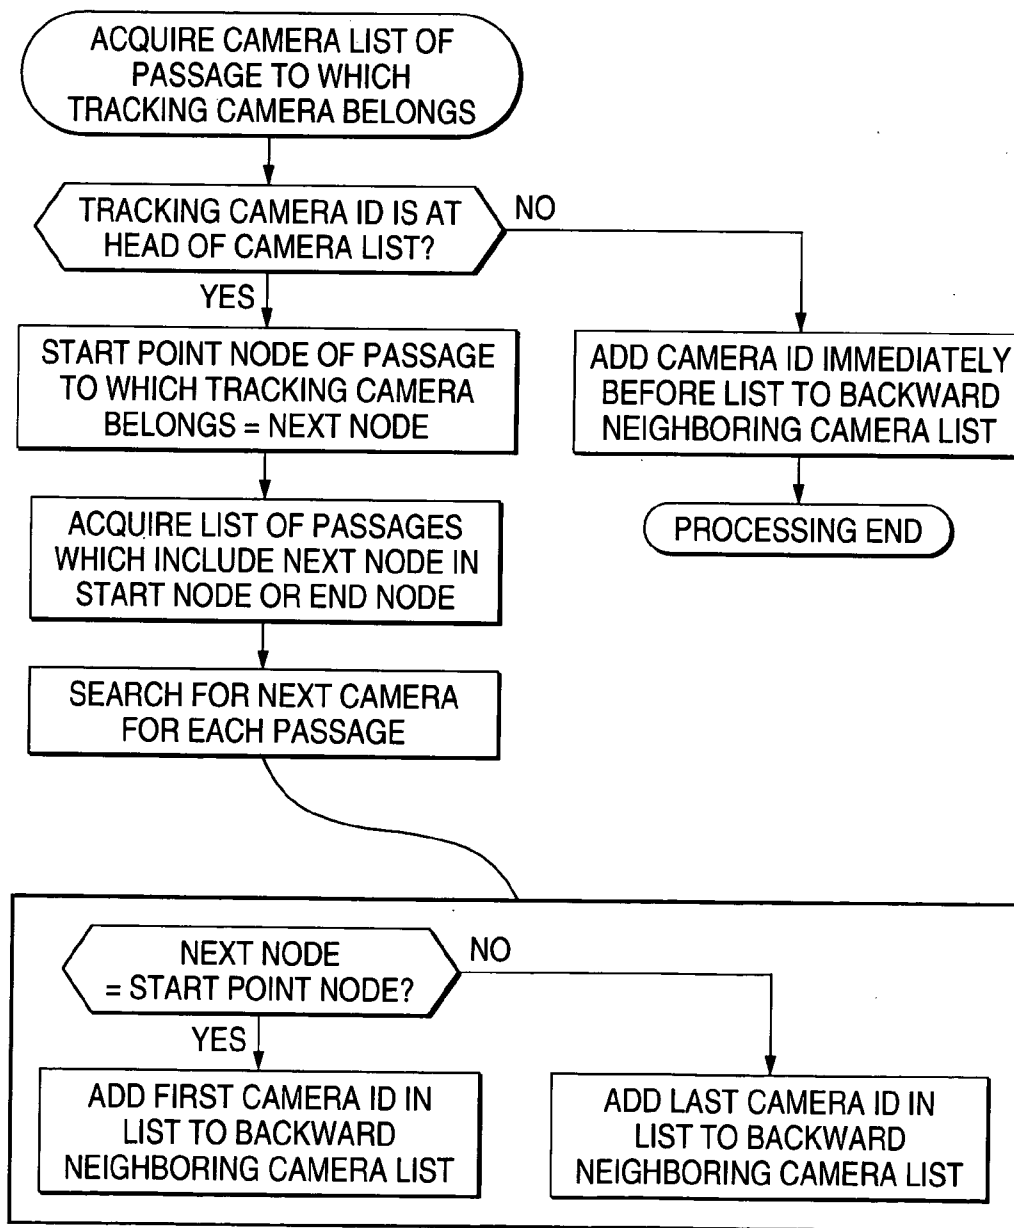 ACQUIRE CAMERA LIST OF
PASSAGE TO WHICH
TRACKING CAMERA BELONGS
TRACKING CAMERA ID IS AT
HEAD OF CAMERA LIST?
NO
YES
START POINT NODE OF PASSAGE
TO WHICH TRACKING CAMERA
BELONGS = NEXT NODE
ADD CAMERA ID IMMEDIATELY
BEFORE LIST TO BACKWARD
NEIGHBORING CAMERA LIST
ACQUIRE LIST OF PASSAGES
WHICH INCLUDE NEXT NODE IN
START NODE OR END NODE
PROCESSING END
SEARCH FOR NEXT CAMERA
FOR EACH PASSAGE
NEXT NODE
= START POINT NODE?
NO
YES
ADD FIRST CAMERA ID IN
LIST TO BACKWARD
NEIGHBORING CAMERA LIST
ADD LAST CAMERA ID IN
LIST TO BACKWARD
NEIGHBORING CAMERA LIST